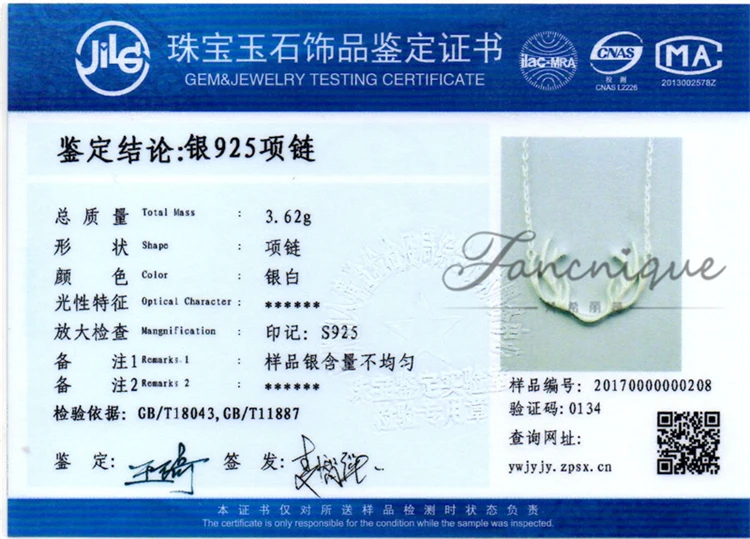 JilG
珠宝玉石饰品鉴定证书
GEM&JEWELRY TESTING CERTIFICATE
ilac-MRA
CNAS
检测
CNAS L2226
MA
2013002578Z
鉴定结论:银925项链
总质量 Total Mass : 3.62g
形状 Shape : 项链
颜色 Color : 银白
光性特征 Optical Character : ******
放大检查 Mangnification : 印记: S925
备注1 Remarks.1 : 样品银含量不均匀
备注2 Remarks 2 : ******
检验依据: GB/T18043,GB/T11887
鉴定: 签发:
Fancnique
样品编号: 20170000000208
验证码: 0134
查询网址:
ywjyjy.zpsx.cn
本证书仅对所送样品检测时状态负责
The certificate is only responsible for the condition while the sample was inspected.